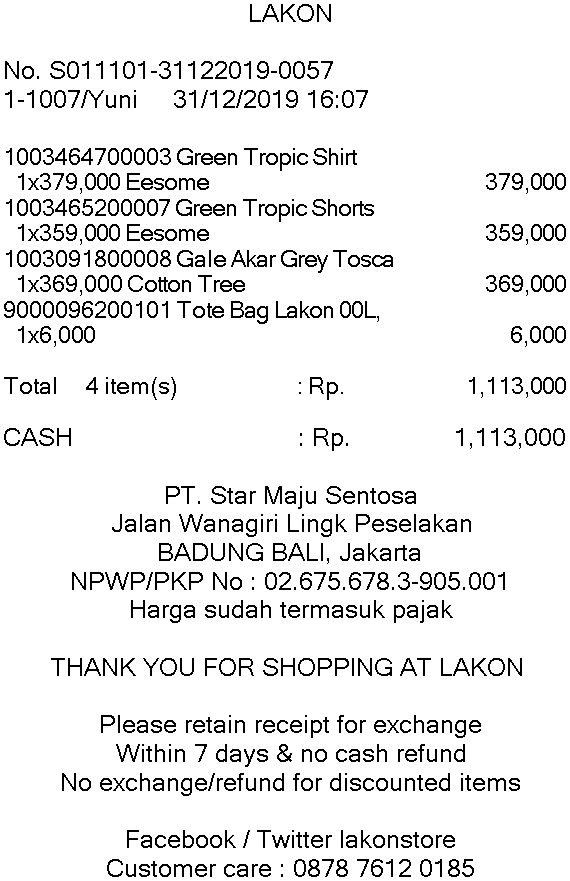 LAKON
No. S011101-31122019-0057
1-1007/Yuni 31/12/2019 16:07
1003464700003 Green Tropic Shirt
1x379,000 Eesome 379,000
1003465200007 Green Tropic Shorts
1x359,000 Eesome 359,000
1003091800008 Gale Akar Grey Tosca
1x369,000 Cotton Tree 369,000
9000096200101 Tote Bag Lakon 00L,
1x6,000 6,000
Total 4 item(s) : Rp. 1,113,000
CASH : Rp. 1,113,000
PT. Star Maju Sentosa
Jalan Wanagiri Lingk Peselakan
BADUNG BALI, Jakarta
NPWP/PKP No : 02.675.678.3-905.001
Harga sudah termasuk pajak
THANK YOU FOR SHOPPING AT LAKON
Please retain receipt for exchange
Within 7 days & no cash refund
No exchange/refund for discounted items
Facebook / Twitter lakonstore
Customer care : 0878 7612 0185